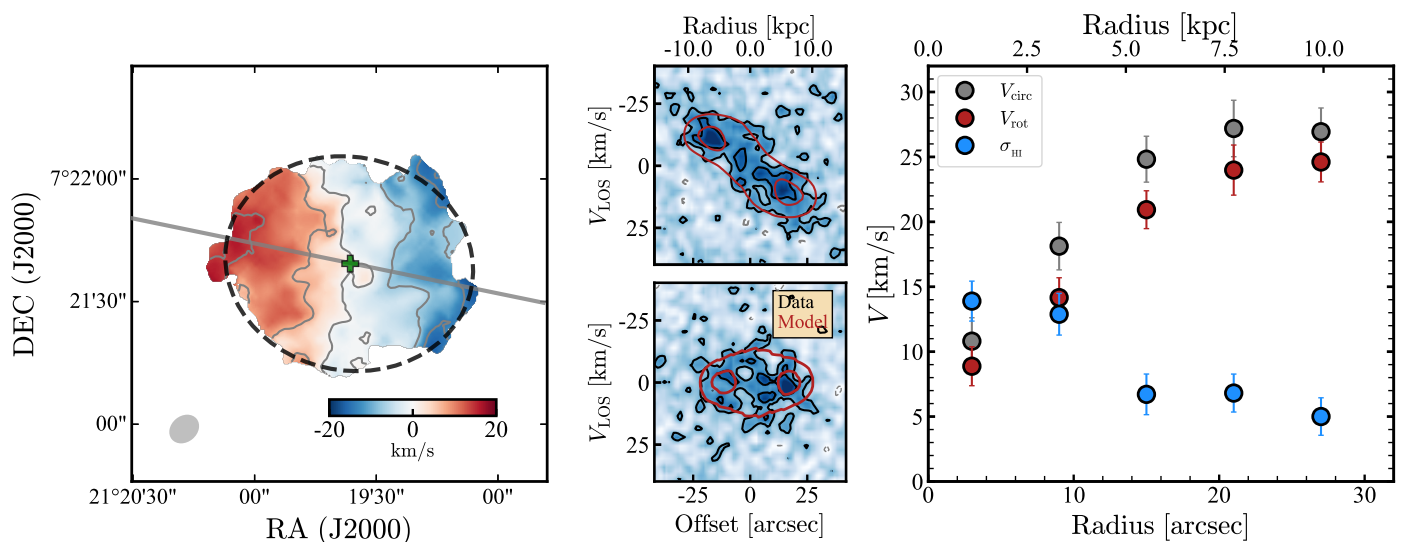 7°22'00"
21'30"
00"
DEC (J2000)
-20 0 20
km/s
21°20'30" 00" 19'30" 00"
RA (J2000)
Radius [kpc]
-10.0 0.0 10.0
-25
0
25
V_LOS [km/s]
Data
Model
-25
0
25
V_LOS [km/s]
-25 0 25
Offset [arcsec]
Radius [kpc]
0.0 2.5 5.0 7.5 10.0
V_circ
V_rot
σ_HI
30
25
20
15
10
5
0
V [km/s]
0 10 20 30
Radius [arcsec]